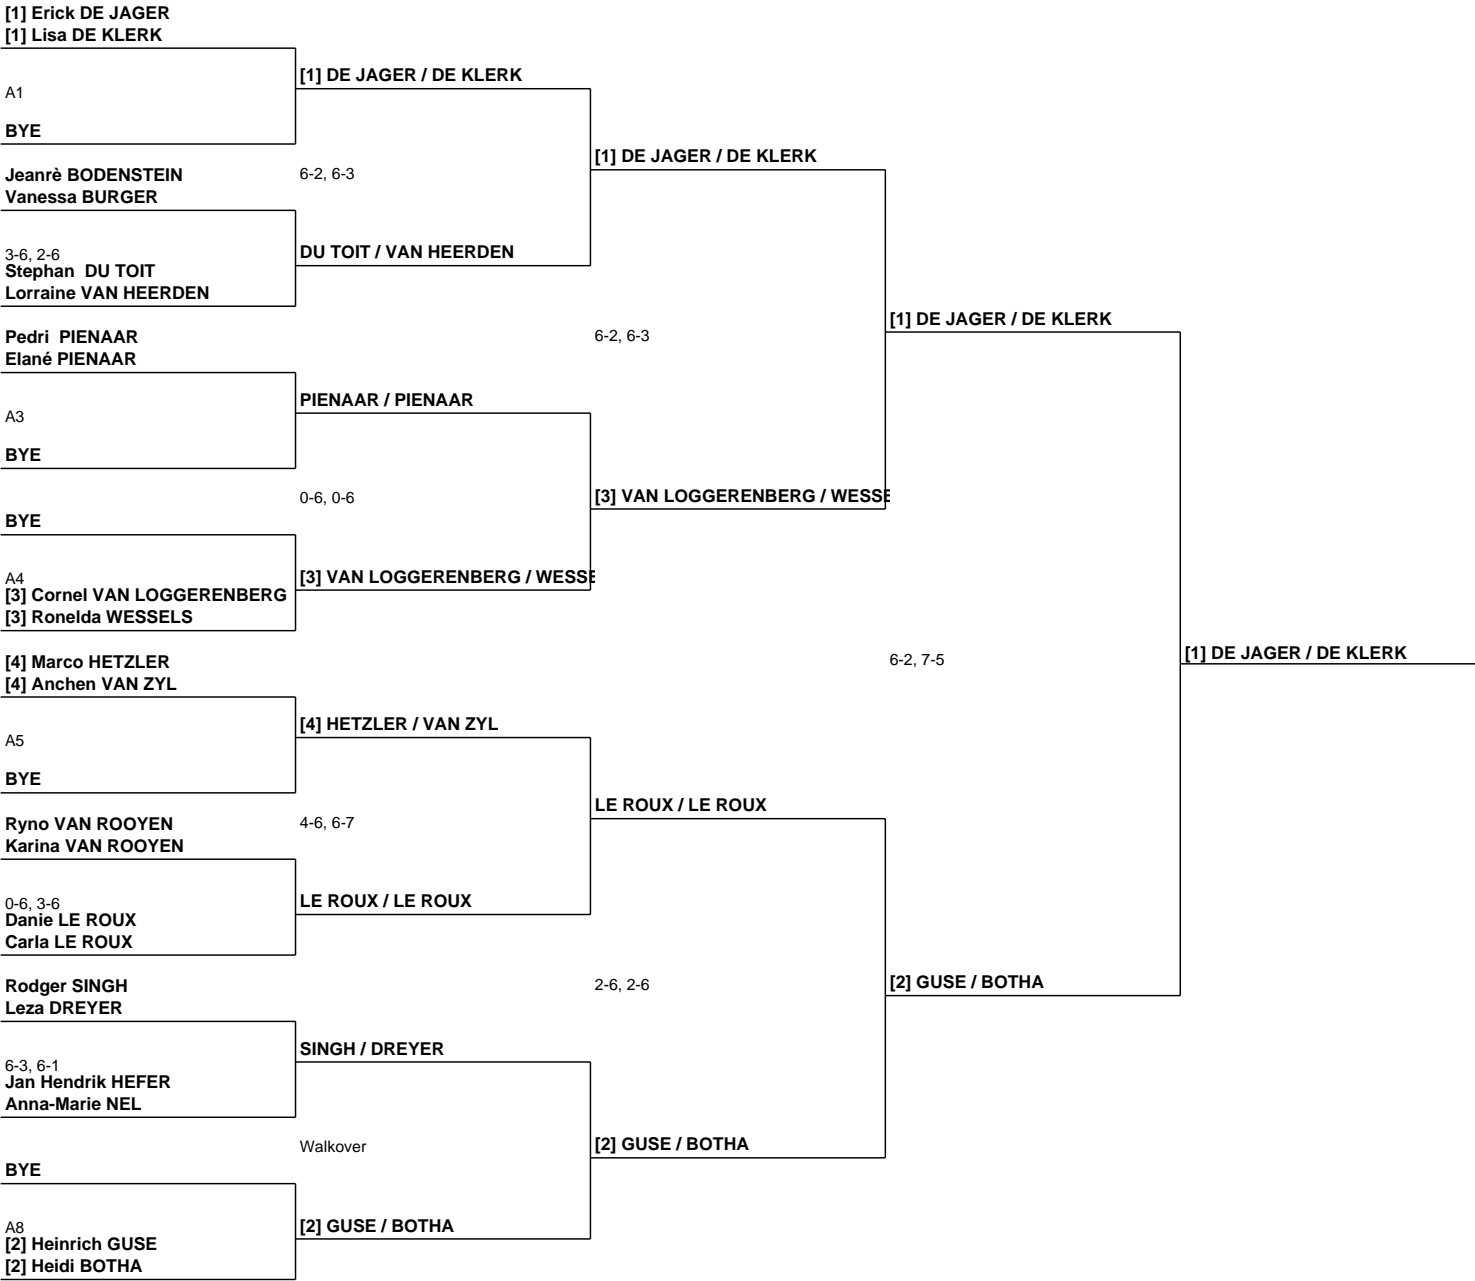 [1] Erick DE JAGER
[1] Lisa DE KLERK
[1] DE JAGER / DE KLERK
A1
BYE
[1] DE JAGER / DE KLERK
Jeanrè BODENSTEIN
6-2, 6-3
Vanessa BURGER
DU TOIT / VAN HEERDEN
3-6, 2-6
Stephan  DU TOIT
Lorraine VAN HEERDEN
[1] DE JAGER / DE KLERK
Pedri  PIENAAR
6-2, 6-3
Elané PIENAAR
PIENAAR / PIENAAR
A3
BYE
0-6, 0-6
[3] VAN LOGGERENBERG / WESSE
BYE
A4
[3] VAN LOGGERENBERG / WESSE
[3] Cornel VAN LOGGERENBERG
[3] Ronelda WESSELS
[4] Marco HETZLER
6-2, 7-5
[1] DE JAGER / DE KLERK
[4] Anchen VAN ZYL
[4] HETZLER / VAN ZYL
A5
BYE
LE ROUX / LE ROUX
Ryno VAN ROOYEN
4-6, 6-7
Karina VAN ROOYEN
0-6, 3-6
LE ROUX / LE ROUX
Danie LE ROUX
Carla LE ROUX
Rodger SINGH
2-6, 2-6
[2] GUSE / BOTHA
Leza DREYER
SINGH / DREYER
6-3, 6-1
Jan Hendrik HEFER
Anna-Marie NEL
Walkover
[2] GUSE / BOTHA
BYE
A8
[2] GUSE / BOTHA
[2] Heinrich GUSE
[2] Heidi BOTHA